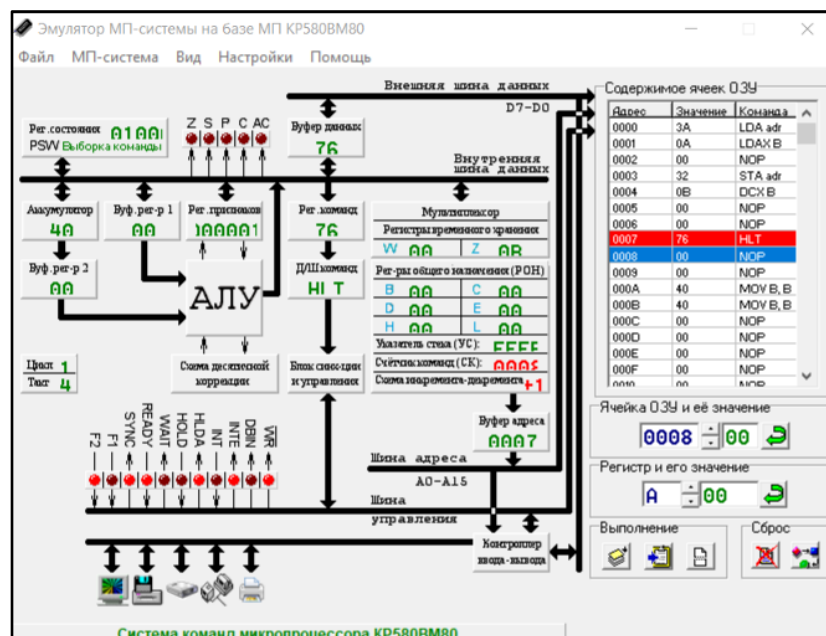 Эмулятор МП-системы на базе МП КР580ВМ80
Файл МП-система Вид Настройки Помощь
Внешняя шина данных
D7-D0
Рег.состояния
PSW Выборка команды
Z S P C AC
Буфер данных
76
Внутренняя
шина данных
Аккумулятор
40
Буф.рег-р 1
00
Рег.признаков
Рег.команд
76
Буф.рег-р 2
00
АЛУ
Д/Ш команд
HLT
Схема десятичной
коррекции
Блок синх-ции
и управления
Цикл 1
Такт 4
Мультиплексор
Регистры временного хранения
W 00 Z 0B
Рег-ры общего назначения (РОН)
B 00 C 00
D 00 E 00
H 00 L 00
Указатель стека (УС): FFFF
Счётчик команд (СК): 0008
Схема инкремента-декремента +1
Буфер адреса
0007
F2 F1 SYNC READY WAIT HOLD HLDA INT INTE DBIN WR
Шина адреса
A0-A15
Шина
управления
Контроллер
ввода-вывода
Содержимое ячеек ОЗУ
Адрес Значение Команда
0000 3A LDA adr
0001 0A LDAX B
0002 00 NOP
0003 32 STA adr
0004 0B DCX B
0005 00 NOP
0006 00 NOP
0007 76 HLT
0008 00 NOP
0009 00 NOP
000A 40 MOV B, B
000B 40 MOV B, B
000C 00 NOP
000D 00 NOP
000E 00 NOP
000F 00 NOP
0010 00 NOP
Ячейка ОЗУ и её значение
0008 00
Регистр и его значение
A 00
Выполнение Сброс
Система команд микропроцессора КР580ВМ80